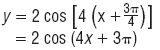 y = 2 cos [4 (x + 3π/4)]
= 2 cos (4x + 3π)